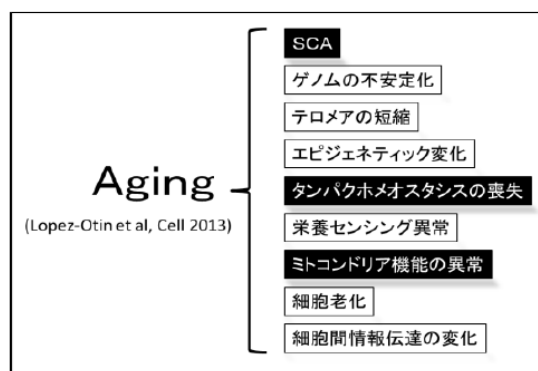 SCA
ゲノムの不安定化
テロメアの短縮
エピジェネティック変化
Aging
タンパクホメオスタシスの喪失
(Lopez-Otin et al, Cell 2013)
栄養センシング異常
ミトコンドリア機能の異常
細胞老化
細胞間情報伝達の変化